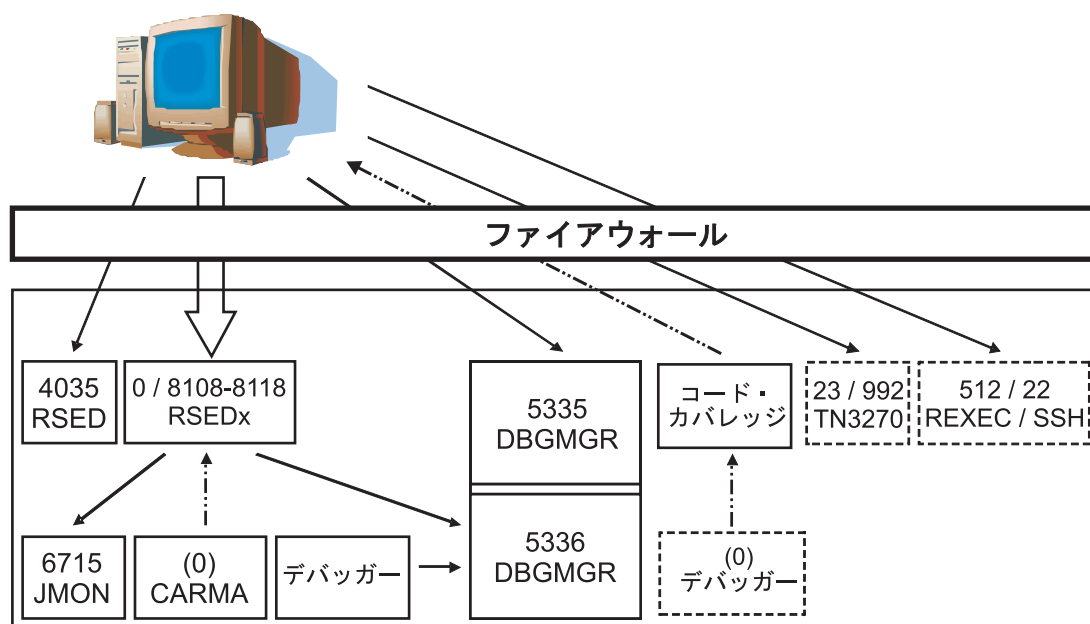 ファイアウォール
4035
RSED
0 / 8108-8118
RSEDx
5335
DBGMGR
コード・
カバレッジ
23 / 992
TN3270
512 / 22
REXEC / SSH
6715
JMON
(0)
CARMA
デバッガー
5336
DBGMGR
(0)
デバッガー